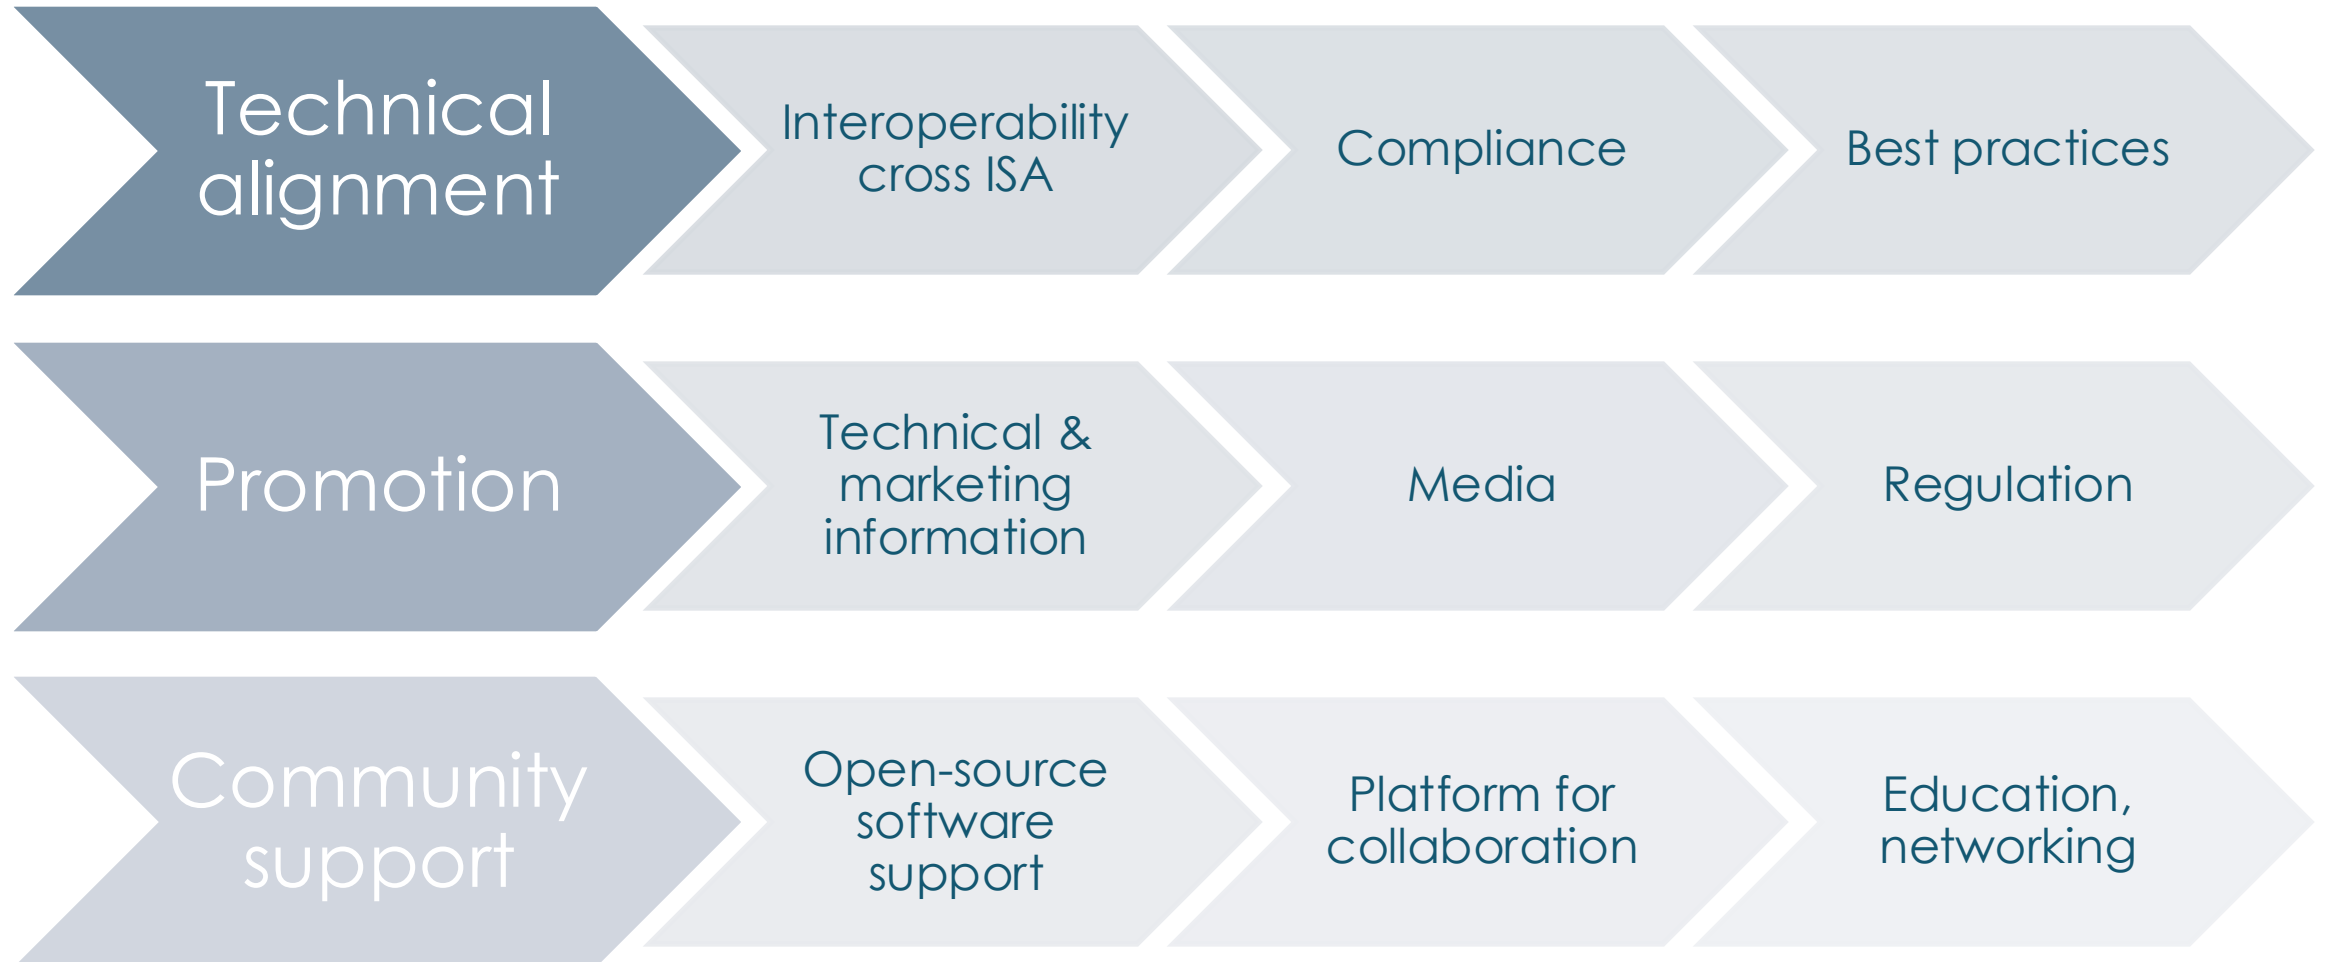 Technical
alignment
Interoperability
cross ISA
Compliance
Best practices
Promotion
Technical &
marketing
information
Media
Regulation
Community
support
Open-source
software
support
Platform for
collaboration
Education,
networking